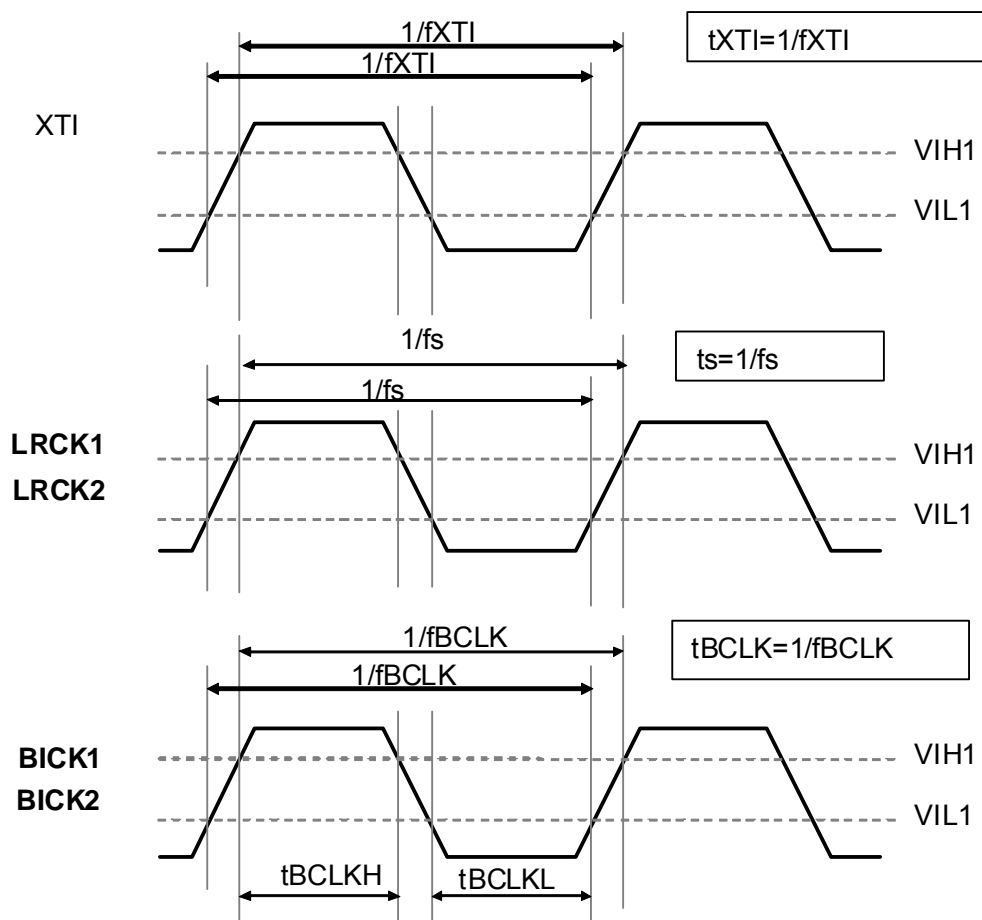 1/fXTI
tXTI=1/fXTI
1/fXTI
XTI
VIH1
VIL1
1/fs
ts=1/fs
1/fs
LRCK1
VIH1
LRCK2
VIL1
1/fBCLK
tBCLK=1/fBCLK
1/fBCLK
BICK1
VIH1
BICK2
VIL1
tBCLKH
tBCLKL